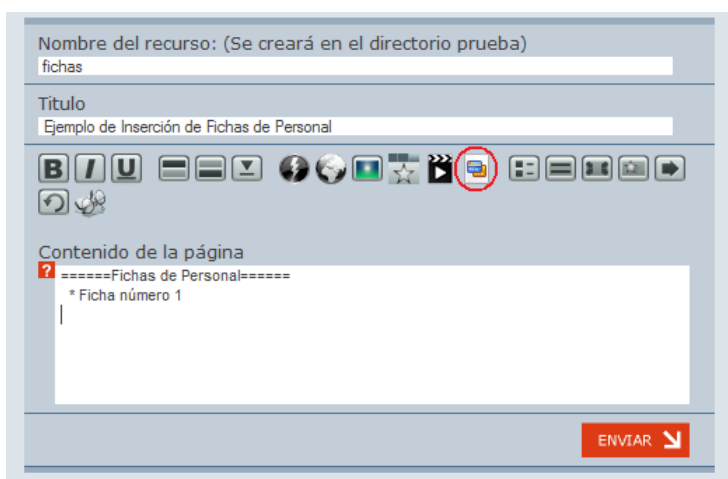 Nombre del recurso: (Se creará en el directorio prueba)
fichas
Titulo
Ejemplo de Inserción de Fichas de Personal
B I U
Contenido de la página
? ======Fichas de Personal======
* Ficha número 1
ENVIAR